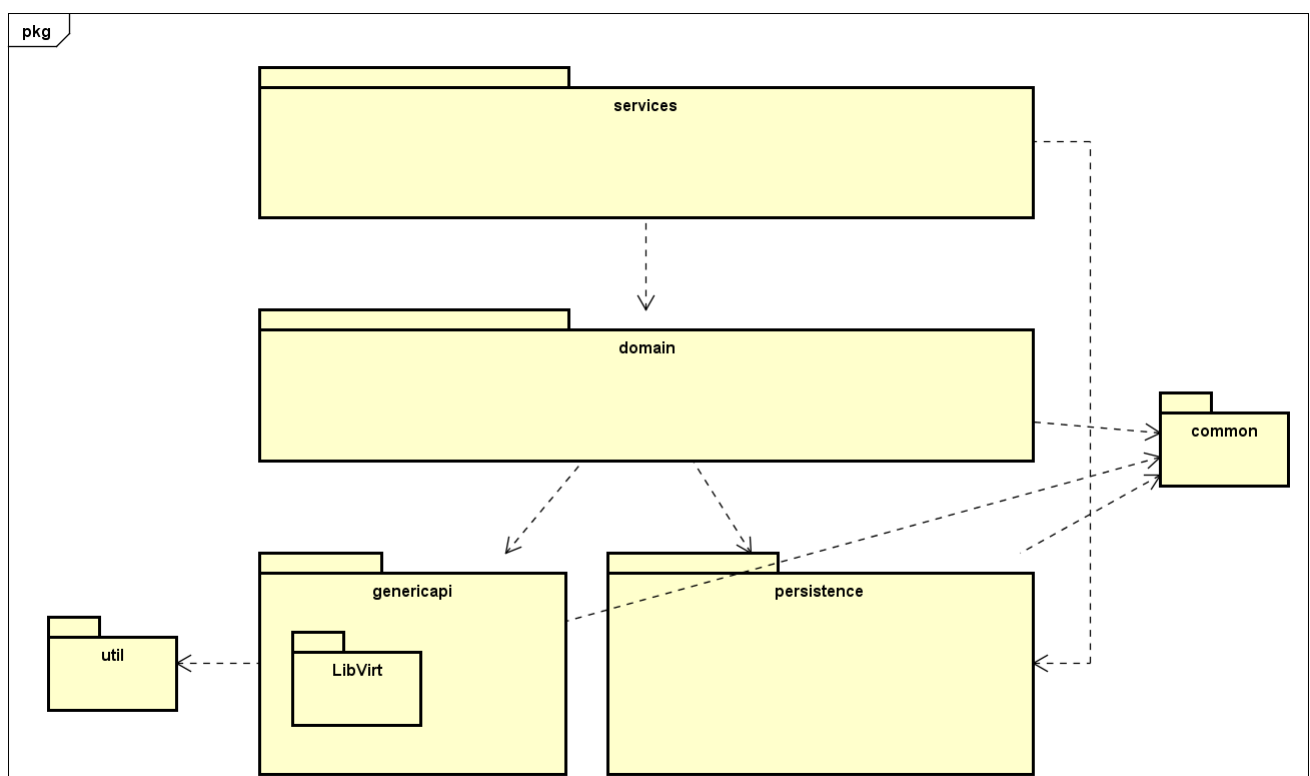 pkg
services
domain
common
genericapi
persistence
util
LibVirt